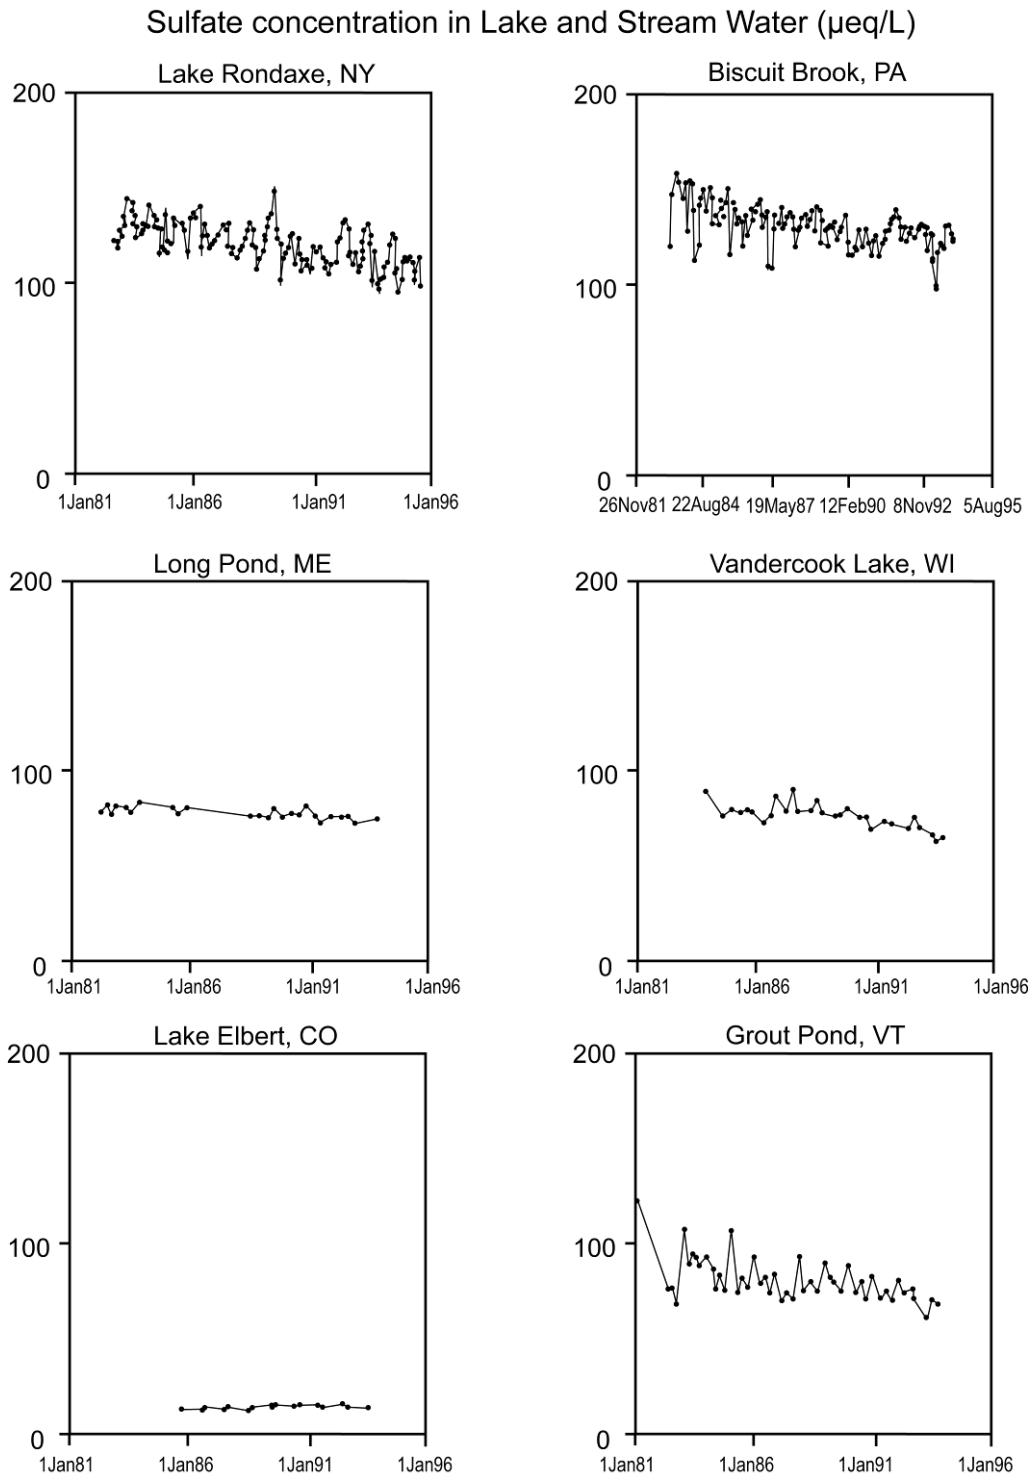 Sulfate concentration in Lake and Stream Water (µeq/L)
Lake Rondaxe, NY
200
100
0
1Jan81 1Jan86 1Jan91 1Jan96
Biscuit Brook, PA
200
100
0
26Nov81 22Aug84 19May87 12Feb90 8Nov92 5Aug95
Long Pond, ME
200
100
0
1Jan81 1Jan86 1Jan91 1Jan96
Vandercook Lake, WI
200
100
0
1Jan81 1Jan86 1Jan91 1Jan96
Lake Elbert, CO
200
100
0
1Jan81 1Jan86 1Jan91 1Jan96
Grout Pond, VT
200
100
0
1Jan81 1Jan86 1Jan91 1Jan96